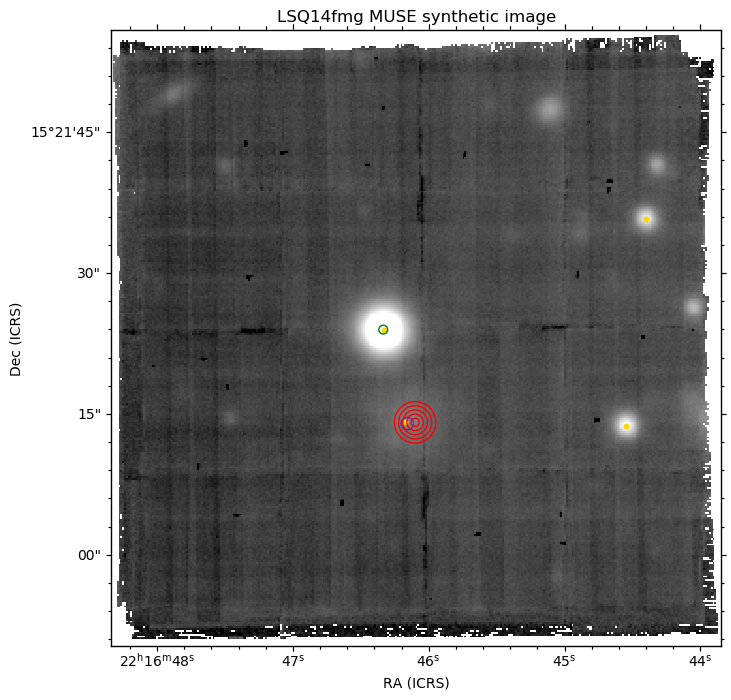 LSQ14fmg MUSE synthetic image
15°21'45"
30"
15"
00"
Dec (ICRS)
22ʰ16ᵐ48ˢ 47ˢ 46ˢ 45ˢ 44ˢ
RA (ICRS)